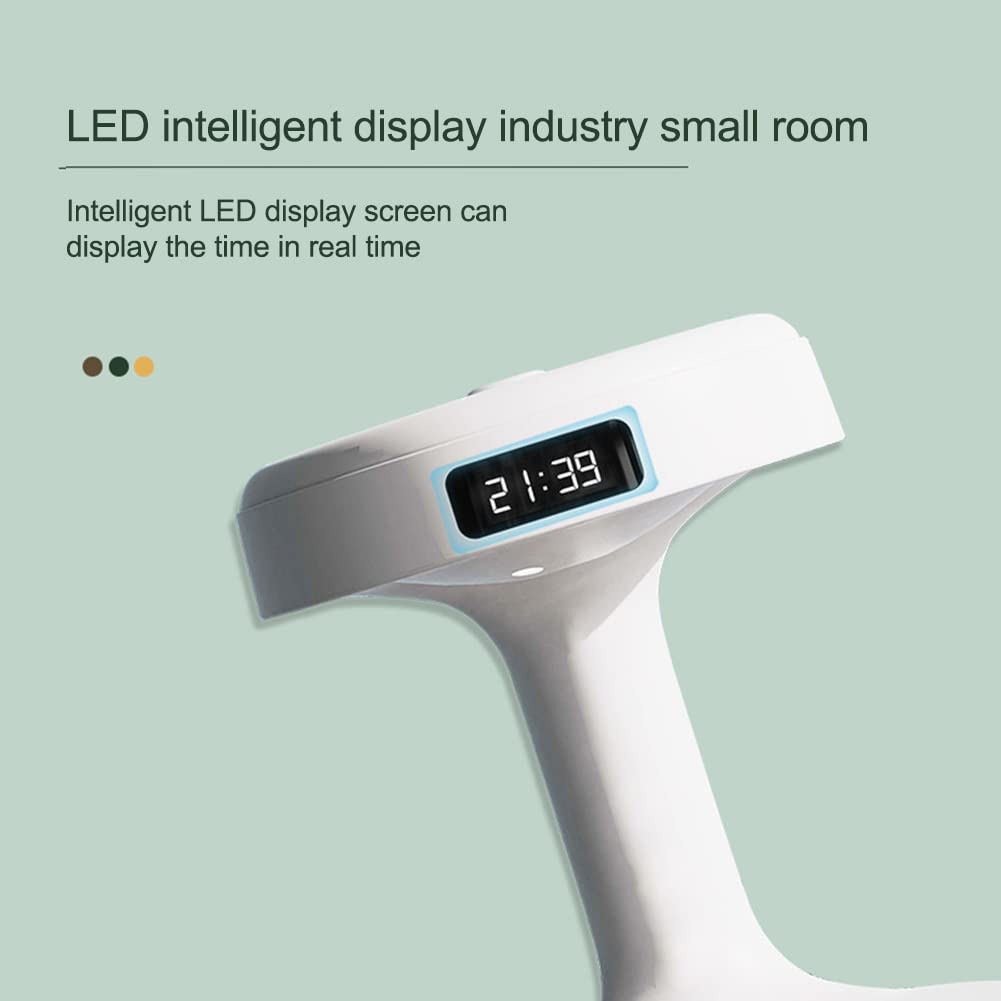 LED intelligent display industry small room
Intelligent LED display screen can
display the time in real time
21:39